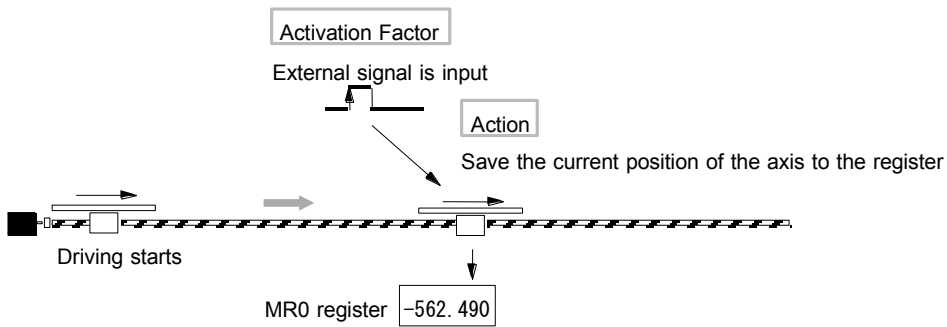 Activation Factor
External signal is input
Action
Save the current position of the axis to the register
Driving starts
MR0 register -562.490